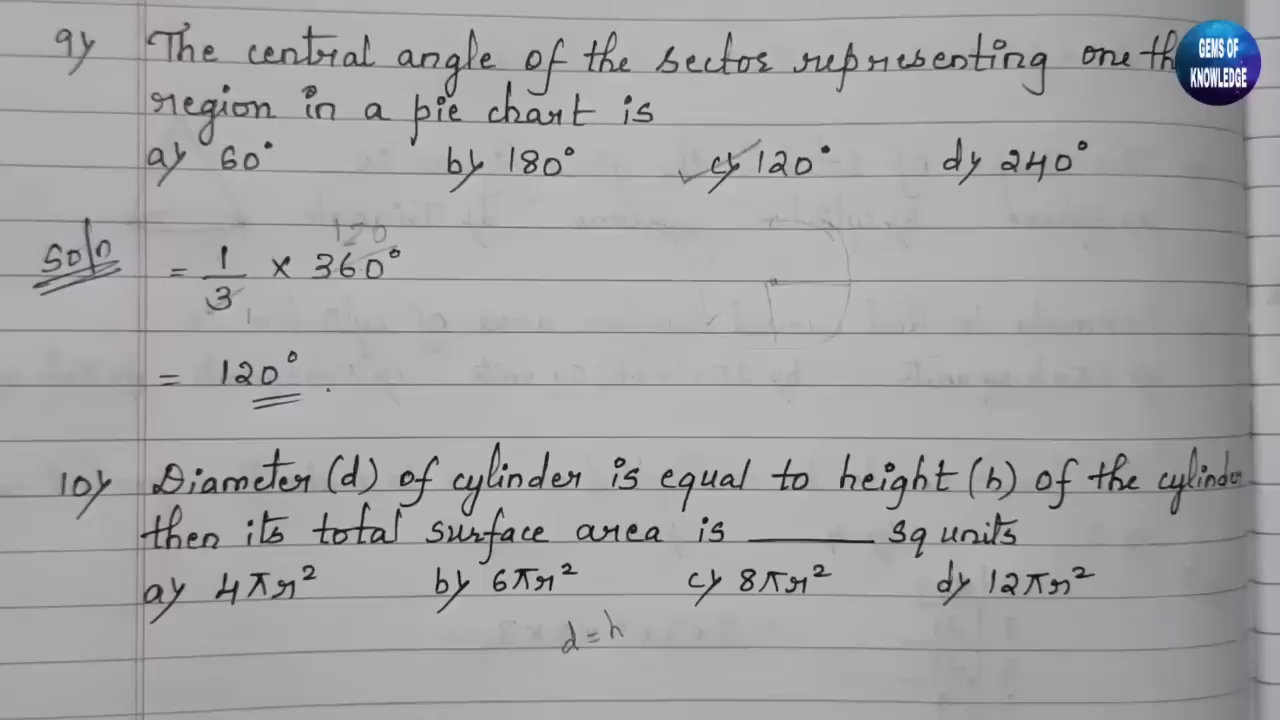 9) The central angle of the sector representing one
GEMS OF
KNOWLEDGE
region in a pie chart is
a) 60° b) 180° c) 120° d) 240°
Soln
120
= 1/3 × 360°
1
= 120°.
10) Diameter (d) of cylinder is equal to height (h) of the cylinder
then its total surface area is ______ sq units
a) 4πr² b) 6πr² c) 8πr² d) 12πr²
d=h